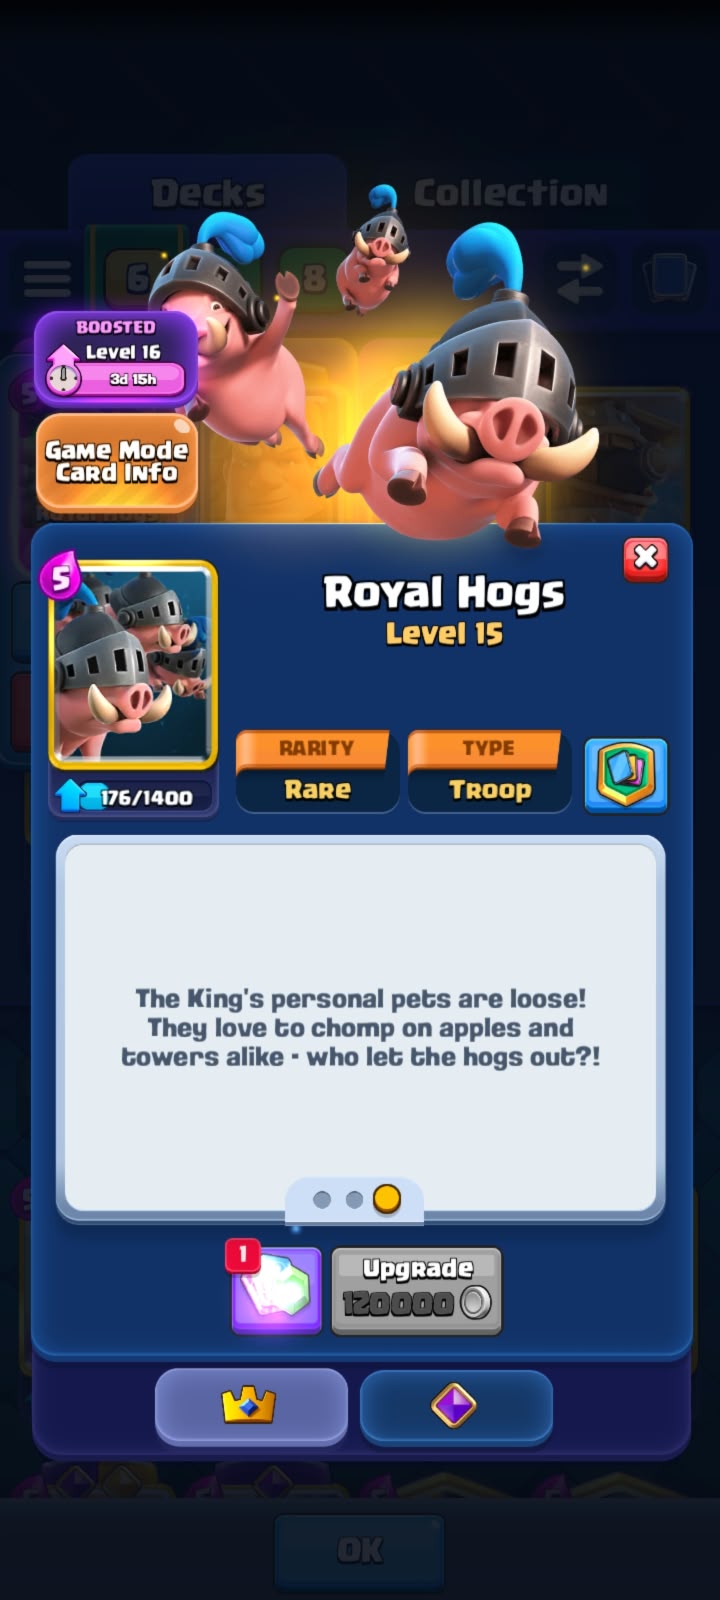 Decks
Collection
6
8
BOOSTED
Level 16
3d 15h
Game Mode
Card Info
5
Royal Hogs
Level 15
RARITY
Rare
TYPE
Troop
176/1400
The King's personal pets are loose!
They love to chomp on apples and
towers alike - who let the hogs out?!
1
Upgrade
120000
OK